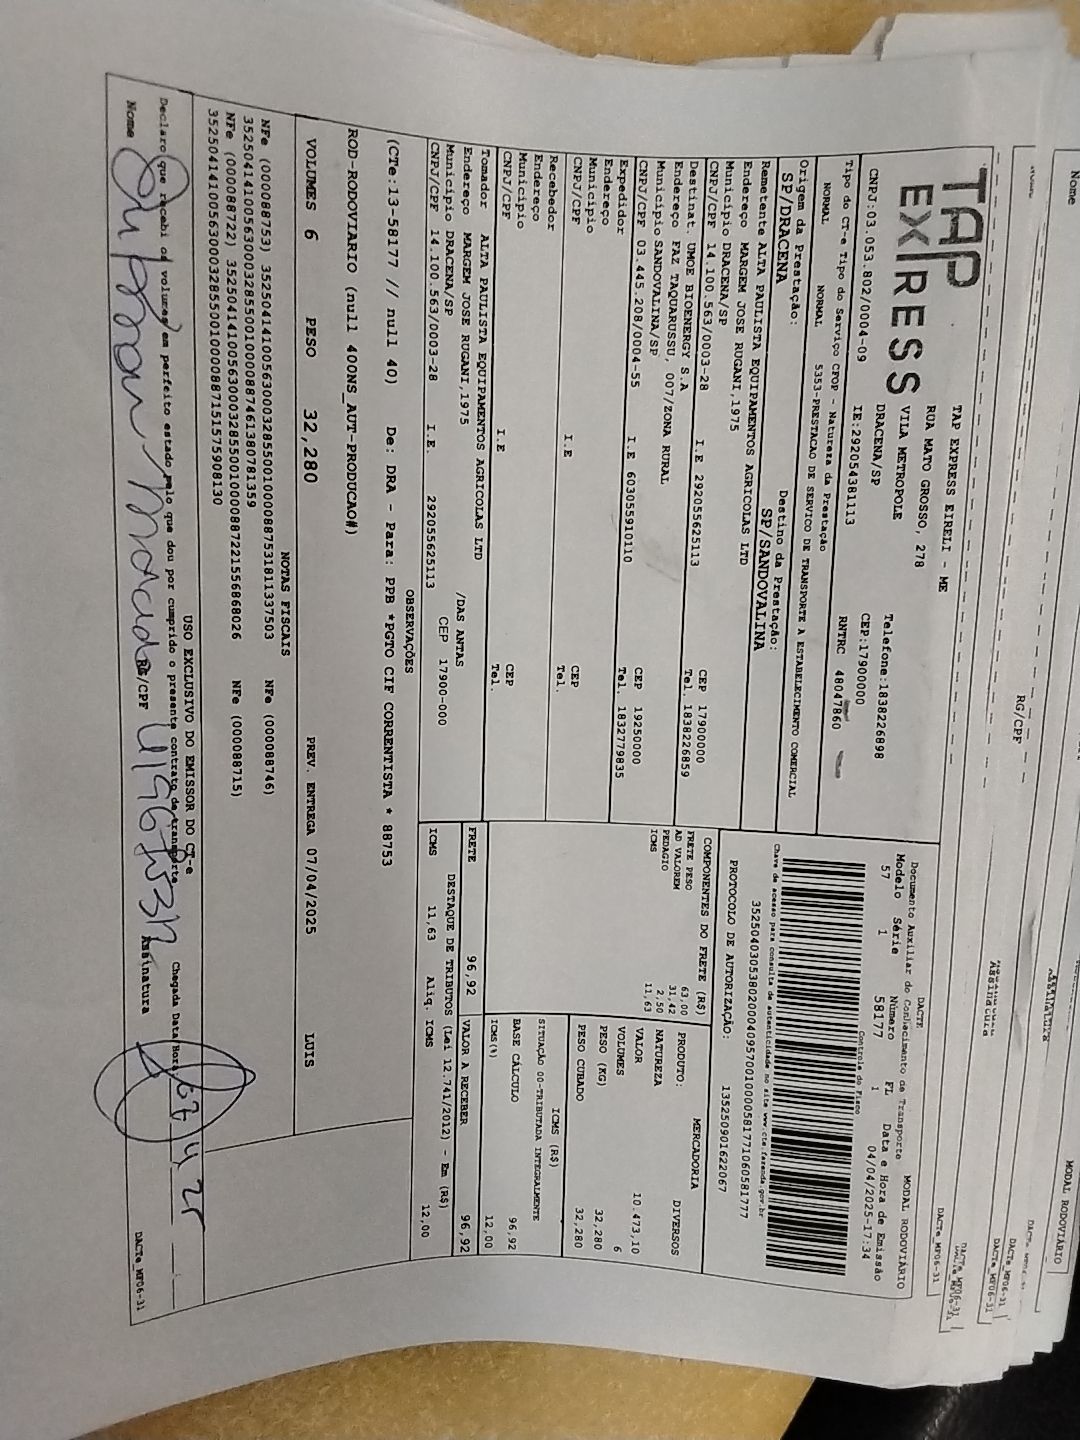 TAP EXPRESS
TAP EXPRESS EIRELI - ME
RUA MATO GROSSO, 278
VILA METROPOLE
DRACENA/SP
Telefone:1838226898
CEP:17900000
CNPJ:03.053.802/0004-09
IE:292054381113
RNTRC 48047860
Tipo do CT-e Tipo do Serviço CFOP - Natureza da Prestação
NORMAL NORMAL 5353-PRESTACAO DE SERVICO DE TRANSPORTE A ESTABELECIMENTO COMERCIAL
Origem da Prestação: Destino da Prestação:
SP/DRACENA SP/SANDOVALINA
Remetente ALTA PAULISTA EQUIPAMENTOS AGRICOLAS LTD
Endereço MARGEM JOSE RUGANI,1975
Município DRACENA/SP CEP 17900000
CNPJ/CPF 14.100.563/0003-28 I.E 292055625113 Tel. 1838226859
Destinat. UMOE BIOENERGY S.A
Endereço FAZ TAQUARUSSU, 007/ZONA RURAL
Município SANDOVALINA/SP CEP 19250000
CNPJ/CPF 03.445.208/0004-55 I.E 603055910110 Tel. 1832779835
Expedidor
Endereço
Município CEP
CNPJ/CPF I.E Tel.
Recebedor
Endereço
Município CEP
CNPJ/CPF I.E Tel.
Tomador ALTA PAULISTA EQUIPAMENTOS AGRICOLAS LTD
Endereço MARGEM JOSE RUGANI,1975 /DAS ANTAS
Município DRACENA/SP CEP 17900-000
CNPJ/CPF 14.100.563/0003-28 I.E. 292055625113
DACTE
Documento Auxiliar do Conhecimento de Transporte MODAL RODOVIÁRIO
Modelo Série Número FL Data e Hora de Emissão
57 1 58177 1 04/04/2025-17:34
Controle do Fisco
Chave de acesso para consulta de autenticidade no site www.cte.fazenda.gov.br
PROTOCOLO DE AUTORIZAÇÃO: 135250901622067
COMPONENTES DO FRETE (R$)
FRETE PESO 63,00
AD VALOREM 31,42
PEDAGIO 2,50
ICMS 11,63
FRETE 96,92
MERCADORIA
PRODUTO: DIVERSOS
NATUREZA
VALOR 10.473,10
VOLUMES 6
PESO (KG) 32,280
PESO CUBADO 32,280
ICMS (R$)
SITUAÇÃO 00-TRIBUTADA INTEGRALMENTE
BASE CÁLCULO 96,92
ICMS(%) 12,00
VALOR A RECEBER 96,92
DESTAQUE DE TRIBUTOS (Lei 12.741/2012) - Em (R$)
ICMS 11,63 Aliq. ICMS 12,00
OBSERVAÇÕES
(CTe:13-58177 // null 40) De: DRA - Para: PPB *PGTO CIF CORRENTISTA * 88753
ROD-RODOVIARIO (null 400NS_AUT-PRODUCAO#)
VOLUMES 6 PESO 32,280 PREV. ENTREGA 07/04/2025 LUIS
NOTAS FISCAIS
NFe (000088753) NFe (000088746)
NFe (000088722) NFe (000088715)
USO EXCLUSIVO DO EMISSOR DO CT-e
Declaro que recebi os volumes em perfeito estado pelo que dou por cumprido o presente contrato de transporte
Chegada Data/Hora
Nome RG/CPF Assinatura
DACTe_MP06-31